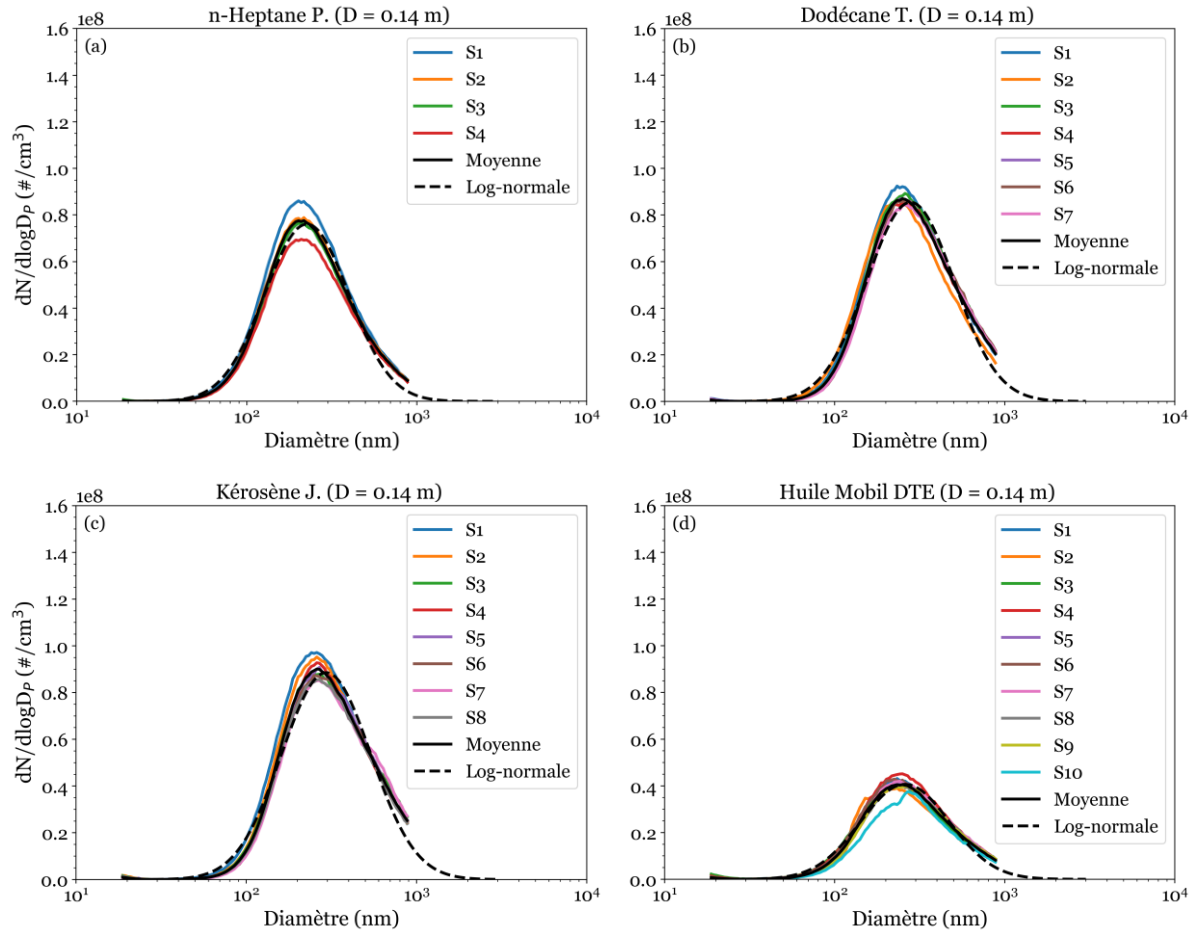 n-Heptane P. (D = 0.14 m)
1e8
(a)
1.6
1.4
1.2
1.0
0.8
0.6
0.4
0.2
0.0
dN/dlogDₚ (#/cm³)
S1
S2
S3
S4
Moyenne
Log-normale
10¹
10²
10³
10⁴
Diamètre (nm)
Dodécane T. (D = 0.14 m)
1e8
(b)
1.6
1.4
1.2
1.0
0.8
0.6
0.4
0.2
0.0
S1
S2
S3
S4
S5
S6
S7
Moyenne
Log-normale
10¹
10²
10³
10⁴
Diamètre (nm)
Kérosène J. (D = 0.14 m)
1e8
(c)
1.6
1.4
1.2
1.0
0.8
0.6
0.4
0.2
0.0
dN/dlogDₚ (#/cm³)
S1
S2
S3
S4
S5
S6
S7
S8
Moyenne
Log-normale
10¹
10²
10³
10⁴
Diamètre (nm)
Huile Mobil DTE (D = 0.14 m)
1e8
(d)
1.6
1.4
1.2
1.0
0.8
0.6
0.4
0.2
0.0
S1
S2
S3
S4
S5
S6
S7
S8
S9
S10
Moyenne
Log-normale
10¹
10²
10³
10⁴
Diamètre (nm)